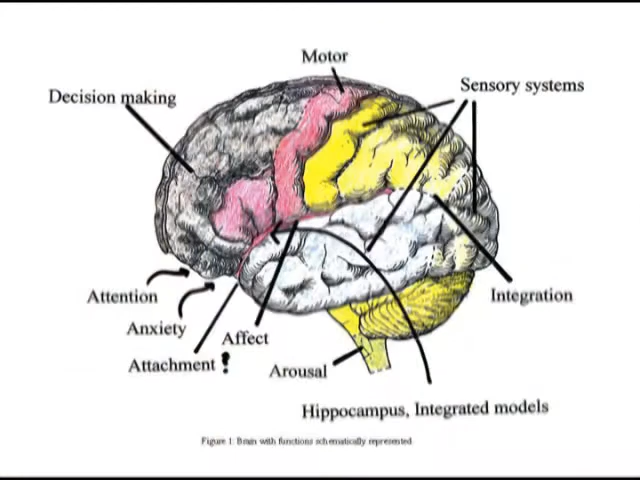 Motor
Sensory systems
Decision making
Attention
Integration
Anxiety
Affect
Attachment ?
Arousal
Hippocampus, Integrated models
Figure 1: Brain with functions schematically represented